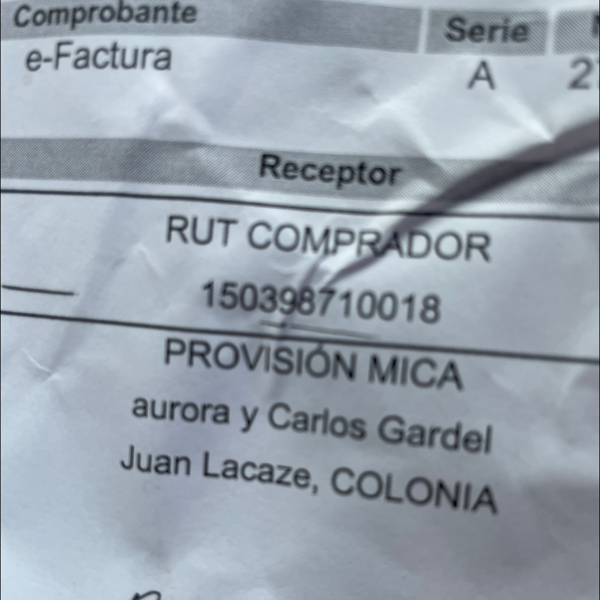 Comprobante Serie
e-Factura A
Receptor
RUT COMPRADOR
150398710018
PROVISIÓN MICA
aurora y Carlos Gardel
Juan Lacaze, COLONIA